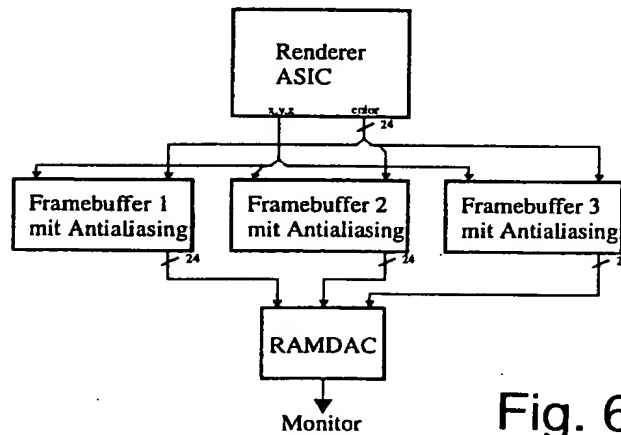 Renderer
ASIC
x,y,z
color
24
Framebuffer 1
mit Antialiasing
Framebuffer 2
mit Antialiasing
Framebuffer 3
mit Antialiasing
24
24
2
RAMDAC
Monitor
Fig. 6